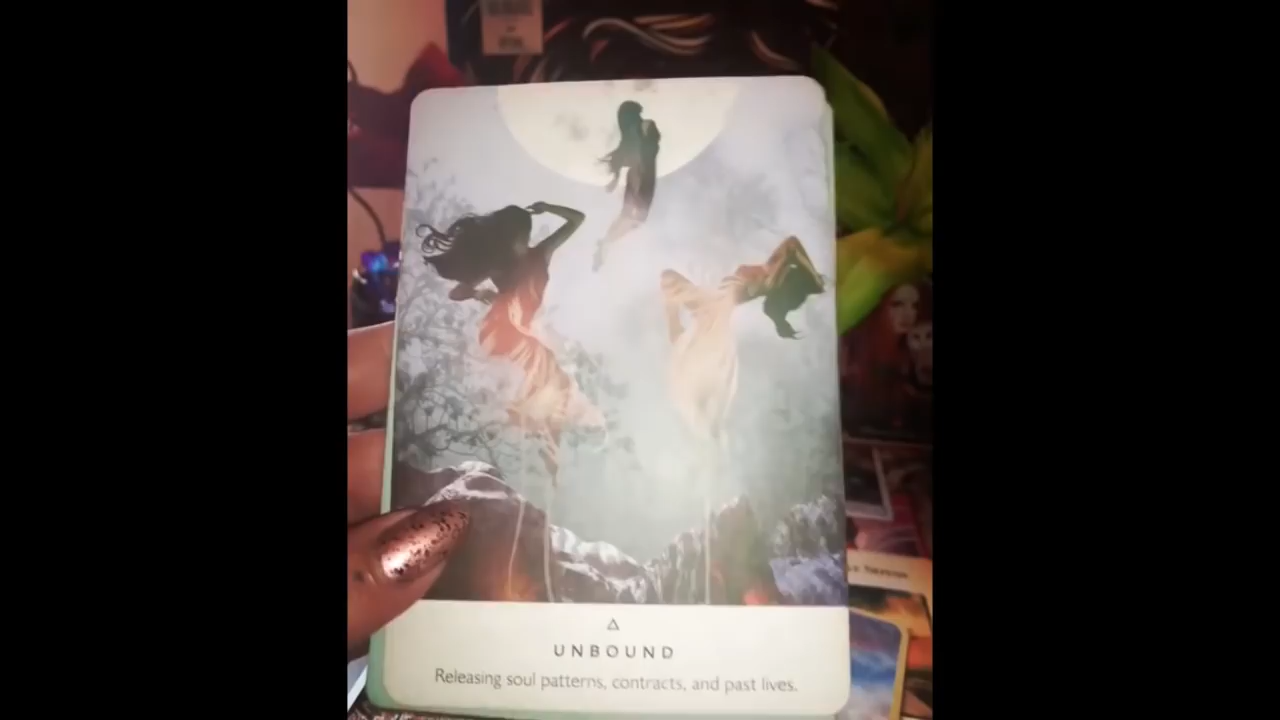 UNBOUND
Releasing soul patterns, contracts, and past lives.